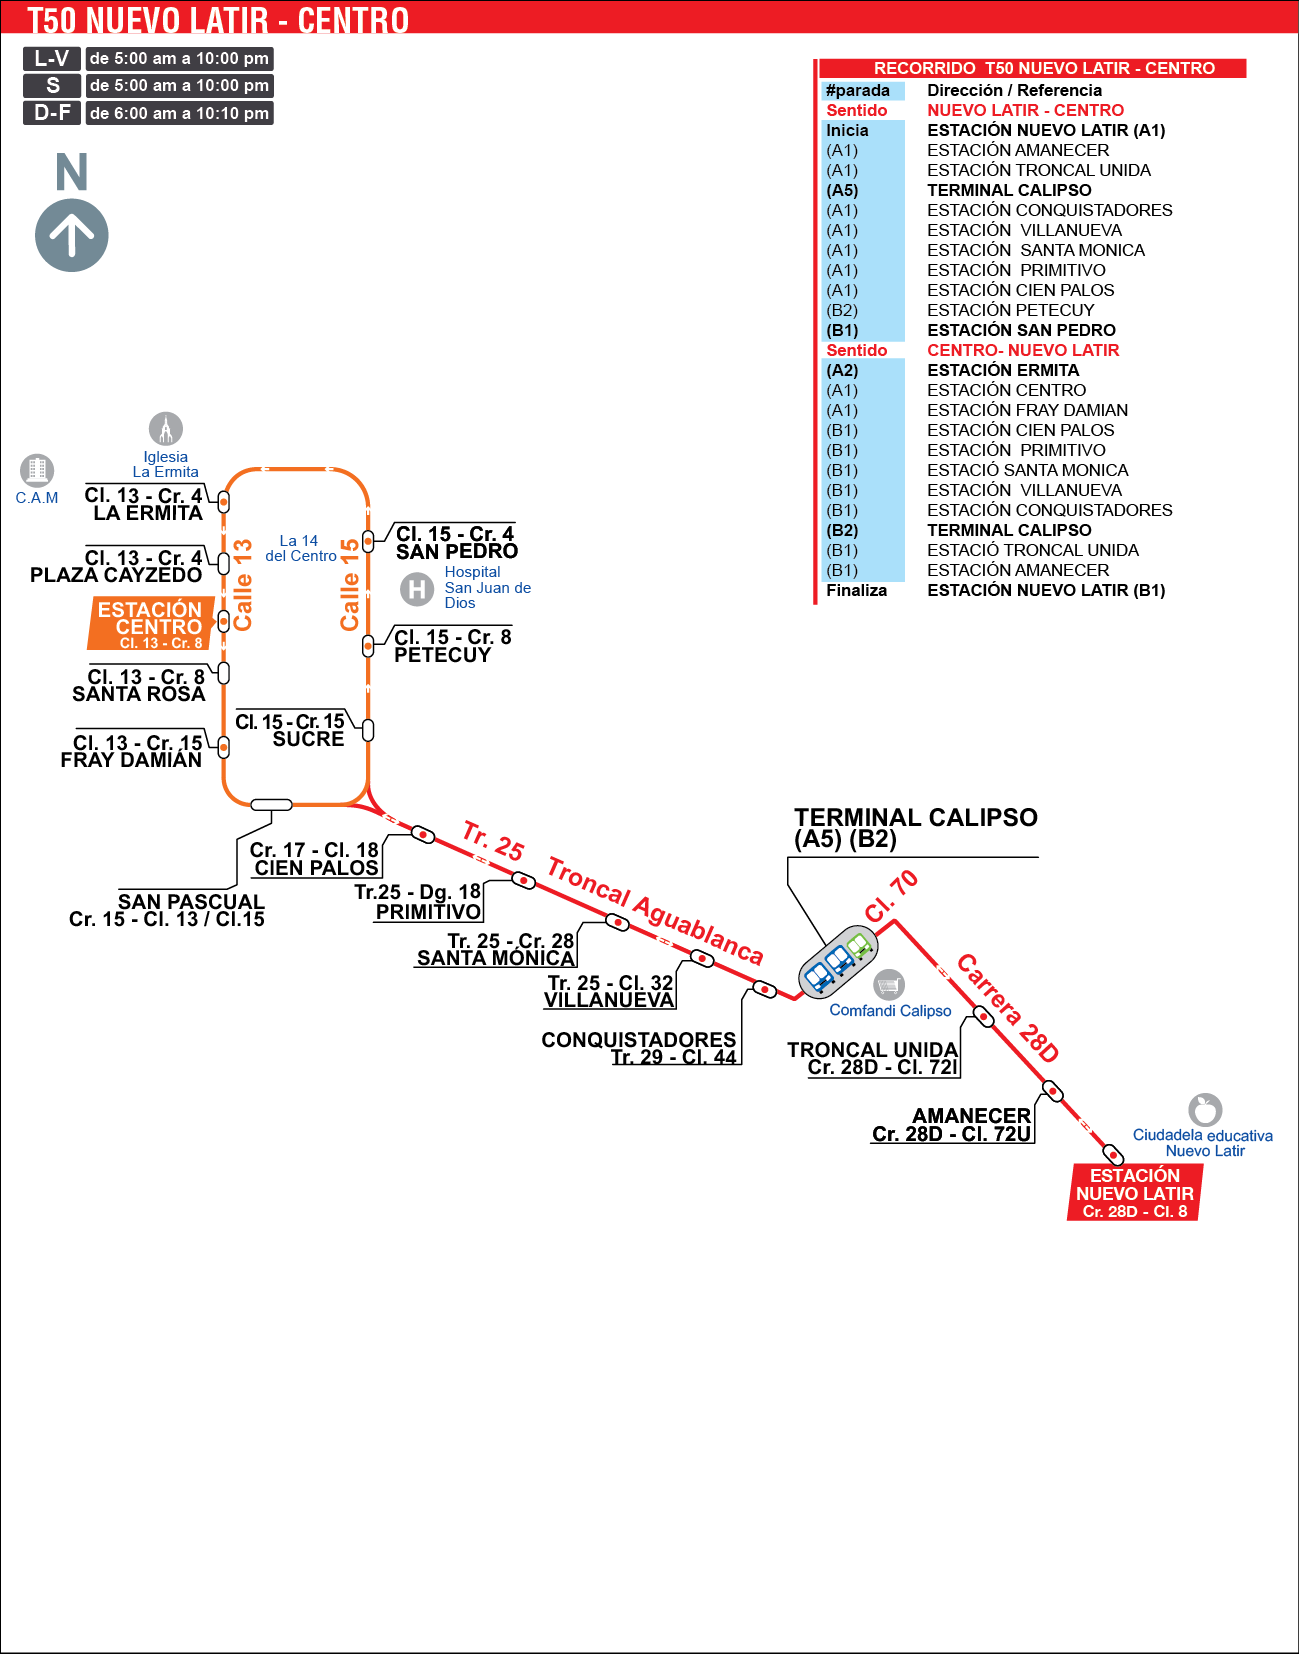 T50 NUEVO LATIR - CENTRO
L-V de 5:00 am a 10:00 pm
S de 5:00 am a 10:00 pm
D-F de 6:00 am a 10:10 pm
N
RECORRIDO T50 NUEVO LATIR - CENTRO
#parada Dirección / Referencia
Sentido NUEVO LATIR - CENTRO
Inicia ESTACIÓN NUEVO LATIR (A1)
(A1) ESTACIÓN AMANECER
(A1) ESTACIÓN TRONCAL UNIDA
(A5) TERMINAL CALIPSO
(A1) ESTACIÓN CONQUISTADORES
(A1) ESTACIÓN VILLANUEVA
(A1) ESTACIÓN SANTA MONICA
(A1) ESTACIÓN PRIMITIVO
(A1) ESTACIÓN CIEN PALOS
(B2) ESTACIÓN PETECUY
(B1) ESTACIÓN SAN PEDRO
Sentido CENTRO- NUEVO LATIR
(A2) ESTACIÓN ERMITA
(A1) ESTACIÓN CENTRO
(A1) ESTACIÓN FRAY DAMIAN
(B1) ESTACIÓN CIEN PALOS
(B1) ESTACIÓN PRIMITIVO
(B1) ESTACIÓ SANTA MONICA
(B1) ESTACIÓN VILLANUEVA
(B1) ESTACIÓN CONQUISTADORES
(B2) TERMINAL CALIPSO
(B1) ESTACIÓ TRONCAL UNIDA
(B1) ESTACIÓN AMANECER
Finaliza ESTACIÓN NUEVO LATIR (B1)
Iglesia
La Ermita
C.A.M
Cl. 13 - Cr. 4
LA ERMITA
Cl. 13 - Cr. 4
PLAZA CAYZEDO
ESTACIÓN
CENTRO
Cl. 13 - Cr. 8
Cl. 13 - Cr. 8
SANTA ROSA
Cl. 13 - Cr. 15
FRAY DAMIÁN
Calle 13
La 14
del Centro
Calle 15
Cl. 15 - Cr. 4
SAN PEDRO
H
Hospital
San Juan de
Dios
Cl. 15 - Cr. 8
PETECUY
Cl. 15 - Cr. 15
SUCRE
SAN PASCUAL
Cr. 15 - Cl. 13 / Cl.15
Cr. 17 - Cl. 18
CIEN PALOS
Tr. 25 Troncal Aguablanca
Tr.25 - Dg. 18
PRIMITIVO
Tr. 25 - Cr. 28
SANTA MÓNICA
Tr. 25 - Cl. 32
VILLANUEVA
CONQUISTADORES
Tr. 29 - Cl. 44
TERMINAL CALIPSO
(A5) (B2)
Cl. 70
Comfandi Calipso
Carrera 28D
TRONCAL UNIDA
Cr. 28D - Cl. 72I
AMANECER
Cr. 28D - Cl. 72U
Ciudadela educativa
Nuevo Latir
ESTACIÓN
NUEVO LATIR
Cr. 28D - Cl. 8